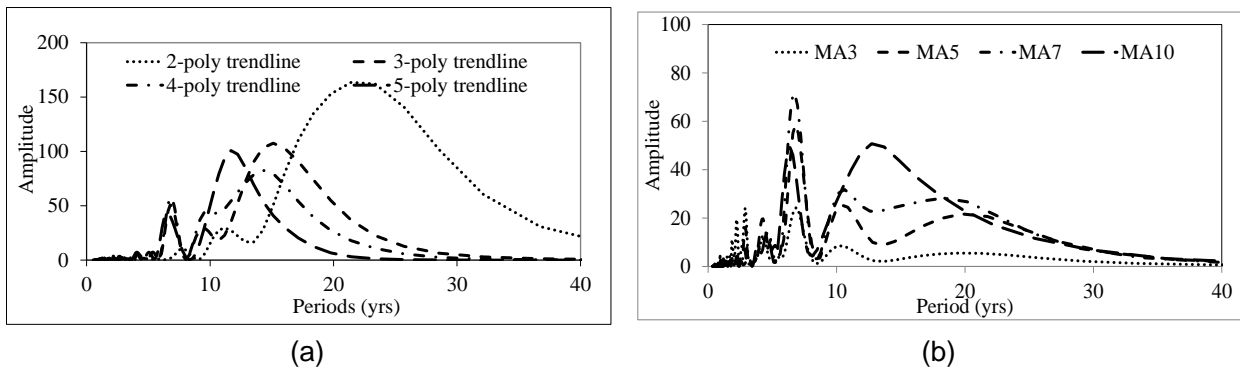 200
150
100
50
0
Amplitude
2-poly trendline 3-poly trendline
4-poly trendline 5-poly trendline
0 10 20 30 40
Periods (yrs)
(a)
100
80
60
40
20
0
Amplitude
MA3 MA5 MA7 MA10
0 10 20 30 40
Period (yrs)
(b)